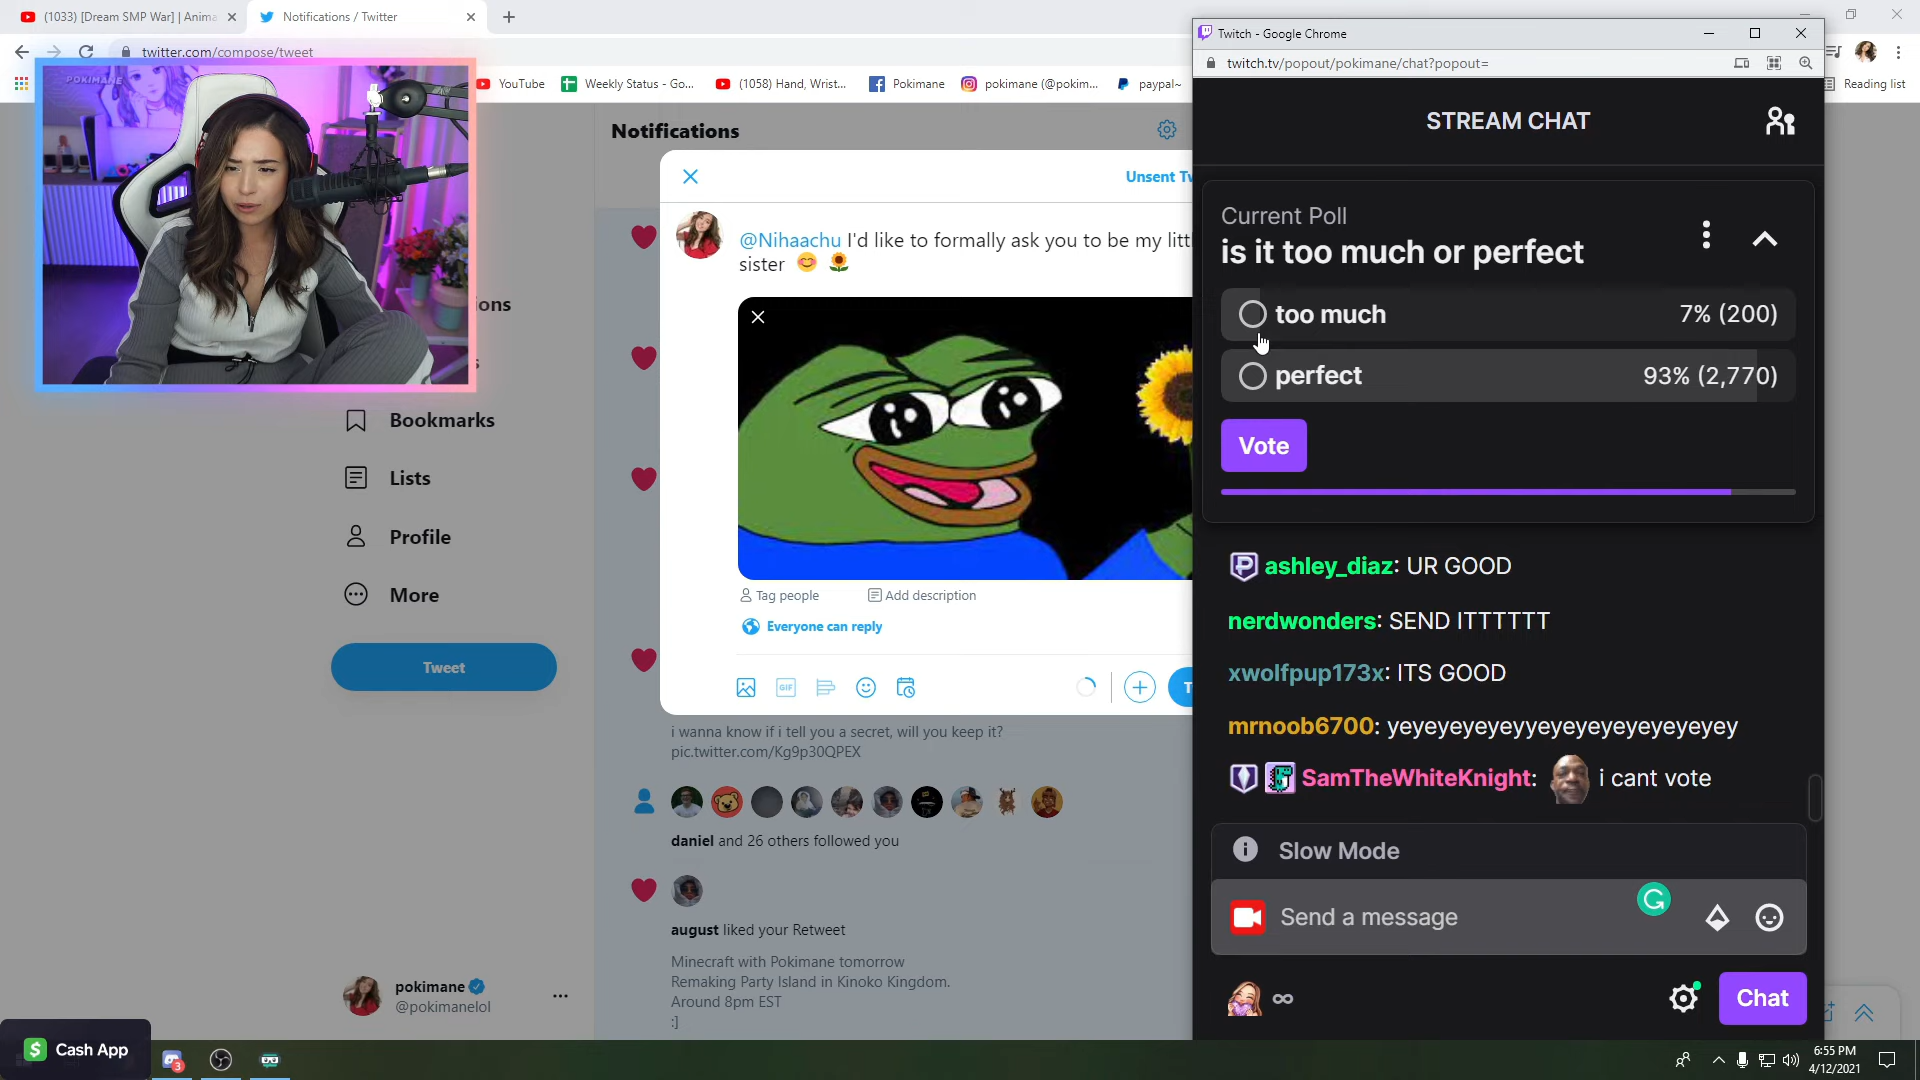 (1033) [Dream SMP War] | Anima
Notifications / Twitter
twitter.com/compose/tweet
YouTube
Weekly Status - Go...
(1058) Hand, Wrist...
Pokimane
pokimane (@pokim...
paypal~
Reading list
POKIMANE
Notifications
Bookmarks
Lists
Profile
More
Tweet
pokimane
@pokimanelol
Cash App
3
Unsent Tw
@Nihaachu I'd like to formally ask you to be my littl
sister
Tag people
Add description
Everyone can reply
GIF
T
i wanna know if i tell you a secret, will you keep it?
pic.twitter.com/Kg9p30QPEX
daniel and 26 others followed you
august liked your Retweet
Minecraft with Pokimane tomorrow
Remaking Party Island in Kinoko Kingdom.
Around 8pm EST
:]
Twitch - Google Chrome
twitch.tv/popout/pokimane/chat?popout=
STREAM CHAT
Current Poll
is it too much or perfect
too much 7% (200)
perfect 93% (2,770)
Vote
ashley_diaz: UR GOOD
nerdwonders: SEND ITTTTTT
xwolfpup173x: ITS GOOD
mrnoob6700: yeyeyeyeyeyyeyeyeyeyeyeyeyey
SamTheWhiteKnight: i cant vote
Slow Mode
Send a message
Chat
6:55 PM
4/12/2021